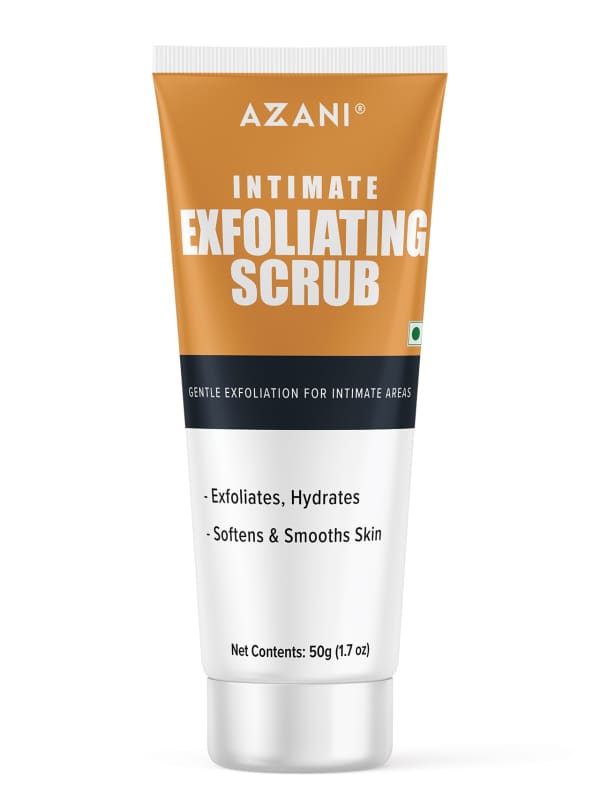 AZANI®
INTIMATE
EXFOLIATING
SCRUB
GENTLE EXFOLIATION FOR INTIMATE AREAS
- Exfoliates, Hydrates
- Softens & Smooths Skin
Net Contents: 50g (1.7 oz)